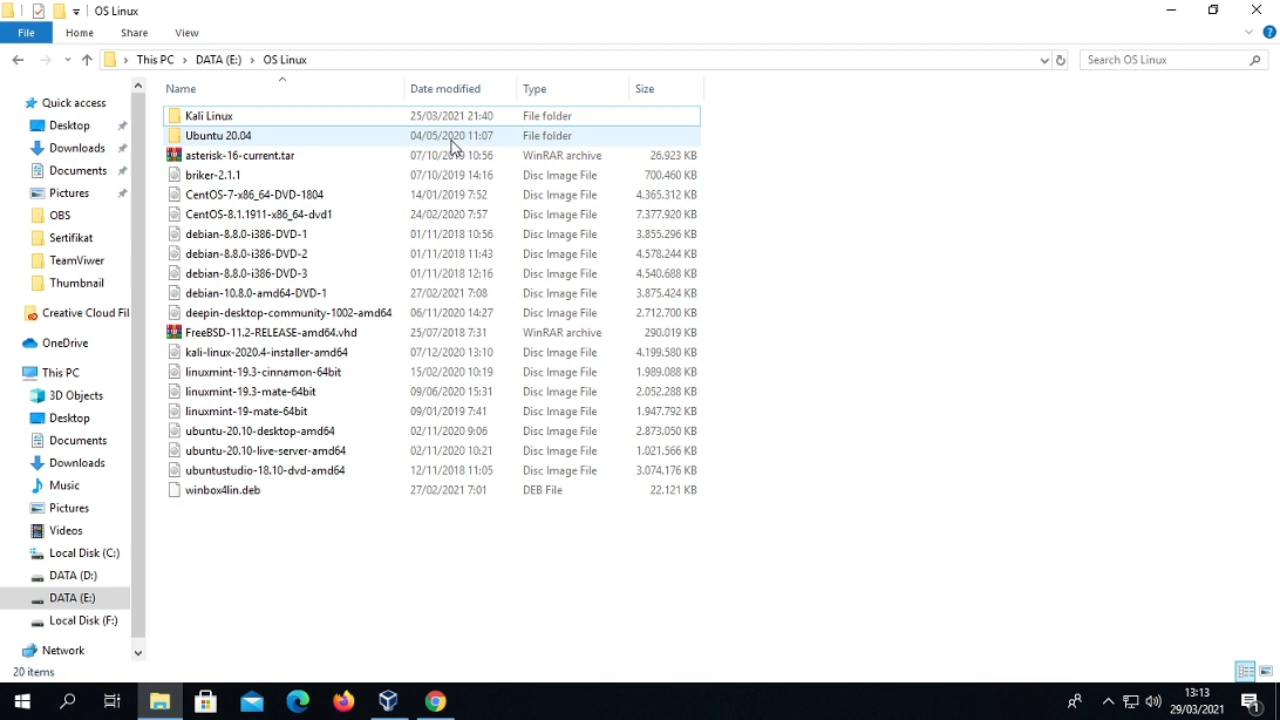 OS Linux
File Home Share View
This PC DATA (E:) OS Linux Search OS Linux
Name Date modified Type Size
Quick access
Desktop
Downloads
Documents
Pictures
OBS
Sertifikat
TeamViwer
Thumbnail
Creative Cloud Fil
OneDrive
This PC
3D Objects
Desktop
Documents
Downloads
Music
Pictures
Videos
Local Disk (C:)
DATA (D:)
DATA (E:)
Local Disk (F:)
Network
Kali Linux 25/03/2021 21:40 File folder
Ubuntu 20.04 04/05/2020 11:07 File folder
asterisk-16-current.tar 07/10/2019 10:56 WinRAR archive 26.923 KB
briker-2.1.1 07/10/2019 14:16 Disc Image File 700.460 KB
CentOS-7-x86_64-DVD-1804 14/01/2019 7:52 Disc Image File 4.365.312 KB
CentOS-8.1.1911-x86_64-dvd1 24/02/2020 7:57 Disc Image File 7.377.920 KB
debian-8.8.0-i386-DVD-1 01/11/2018 10:56 Disc Image File 3.855.296 KB
debian-8.8.0-i386-DVD-2 01/11/2018 11:43 Disc Image File 4.578.244 KB
debian-8.8.0-i386-DVD-3 01/11/2018 12:16 Disc Image File 4.540.688 KB
debian-10.8.0-amd64-DVD-1 27/02/2021 7:08 Disc Image File 3.875.424 KB
deepin-desktop-community-1002-amd64 06/11/2020 14:27 Disc Image File 2.712.700 KB
FreeBSD-11.2-RELEASE-amd64.vhd 25/07/2018 7:31 WinRAR archive 290.019 KB
kali-linux-2020.4-installer-amd64 07/12/2020 13:10 Disc Image File 4.199.580 KB
linuxmint-19.3-cinnamon-64bit 15/02/2020 10:19 Disc Image File 1.989.088 KB
linuxmint-19.3-mate-64bit 09/06/2020 15:31 Disc Image File 2.052.288 KB
linuxmint-19-mate-64bit 09/01/2019 7:41 Disc Image File 1.947.792 KB
ubuntu-20.10-desktop-amd64 02/11/2020 9:06 Disc Image File 2.873.050 KB
ubuntu-20.10-live-server-amd64 02/11/2020 10:21 Disc Image File 1.021.566 KB
ubuntustudio-18.10-dvd-amd64 12/11/2018 11:05 Disc Image File 3.074.176 KB
winbox4lin.deb 27/02/2021 7:01 DEB File 22.121 KB
20 items
13:13
29/03/2021
1